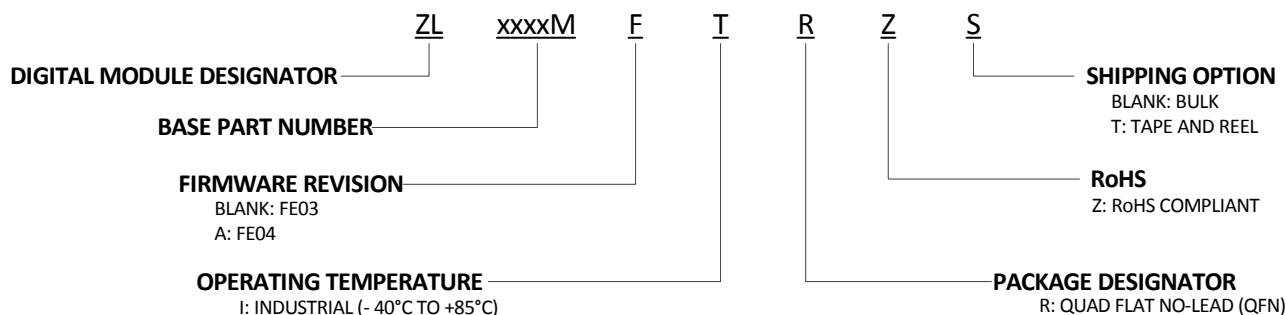 ZL xxxxM F T R Z S
DIGITAL MODULE DESIGNATOR
BASE PART NUMBER
FIRMWARE REVISION
BLANK: FE03
A: FE04
OPERATING TEMPERATURE
I: INDUSTRIAL (- 40°C TO +85°C)
SHIPPING OPTION
BLANK: BULK
T: TAPE AND REEL
RoHS
Z: RoHS COMPLIANT
PACKAGE DESIGNATOR
R: QUAD FLAT NO-LEAD (QFN)